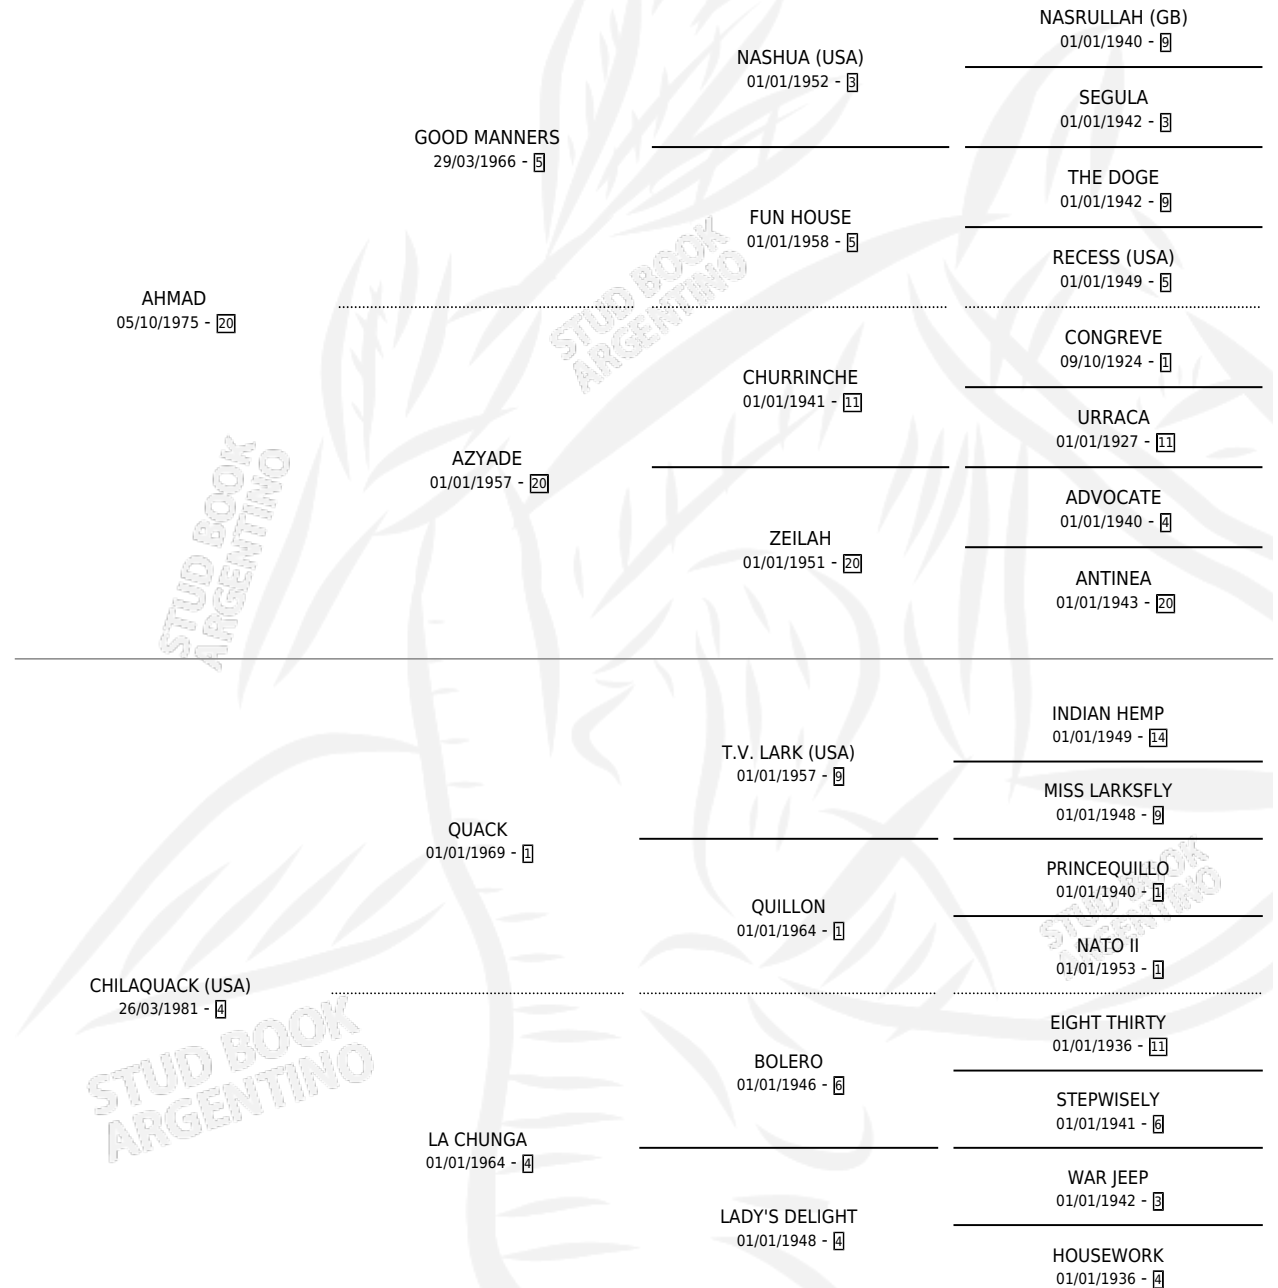 NASRULLAH (GB)
01/01/1940 - 9
NASHUA (USA)
01/01/1952 - 3
SEGULA
01/01/1942 - 3
GOOD MANNERS
29/03/1966 - 5
THE DOGE
01/01/1942 - 9
FUN HOUSE
01/01/1958 - 5
RECESS (USA)
01/01/1949 - 5
AHMAD
05/10/1975 - 20
CONGREVE
09/10/1924 - 1
CHURRINCHE
01/01/1941 - 11
URRACA
01/01/1927 - 11
AZYADE
01/01/1957 - 20
ADVOCATE
01/01/1940 - 4
ZEILAH
01/01/1951 - 20
ANTINEA
01/01/1943 - 20
INDIAN HEMP
01/01/1949 - 14
T.V. LARK (USA)
01/01/1957 - 9
MISS LARKSFLY
01/01/1948 - 9
QUACK
01/01/1969 - 1
PRINCEQUILLO
01/01/1940 - 1
QUILLON
01/01/1964 - 1
NATO II
01/01/1953 - 1
CHILAQUACK (USA)
26/03/1981 - 4
EIGHT THIRTY
01/01/1936 - 11
BOLERO
01/01/1946 - 6
STEPWISELY
01/01/1941 - 6
LA CHUNGA
01/01/1964 - 4
WAR JEEP
01/01/1942 - 3
LADY'S DELIGHT
01/01/1948 - 4
HOUSEWORK
01/01/1936 - 4
STUD BOOK
ARGENTINO
STUD BOOK
ARGENTINO
STUD BOOK
ARGENTINO
STUD BOOK
ARGENTINO